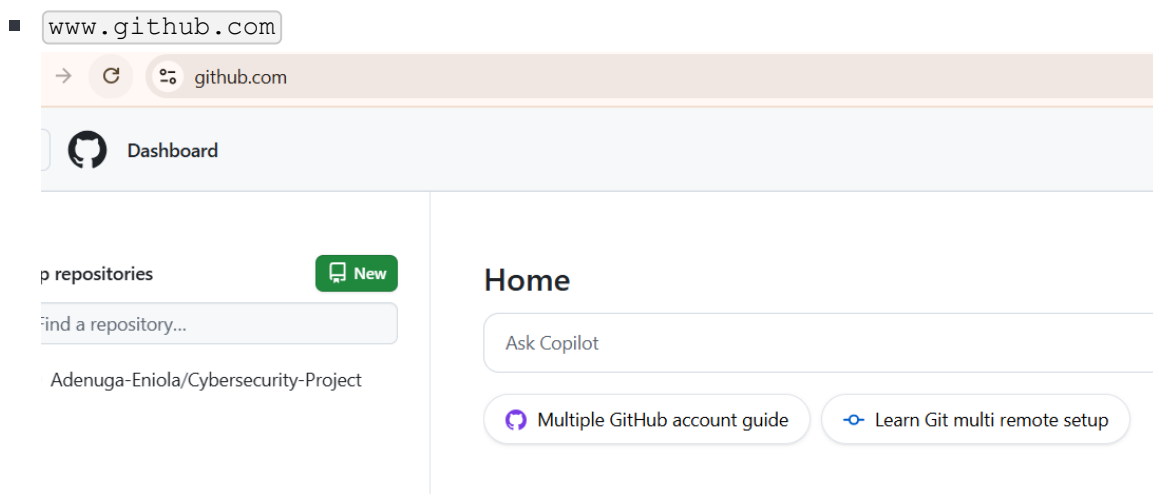 www.github.com
github.com
Dashboard
p repositories
New
Find a repository...
Adenuga-Eniola/Cybersecurity-Project
Home
Ask Copilot
Multiple GitHub account guide
Learn Git multi remote setup